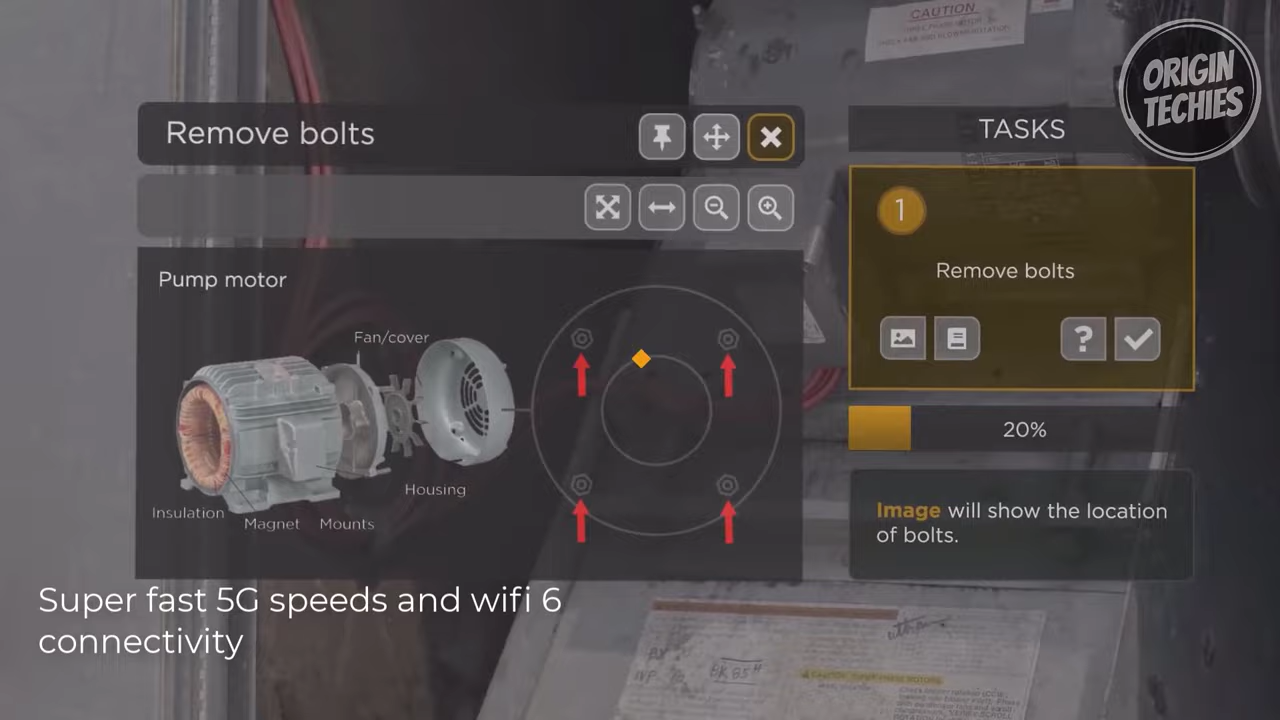 CAUTION
ORIGIN
TECHIES
Remove bolts
TASKS
1
Remove bolts
Pump motor
Fan/cover
Housing
Insulation
Magnet
Mounts
?
20%
Image will show the location
of bolts.
Super fast 5G speeds and wifi 6
connectivity